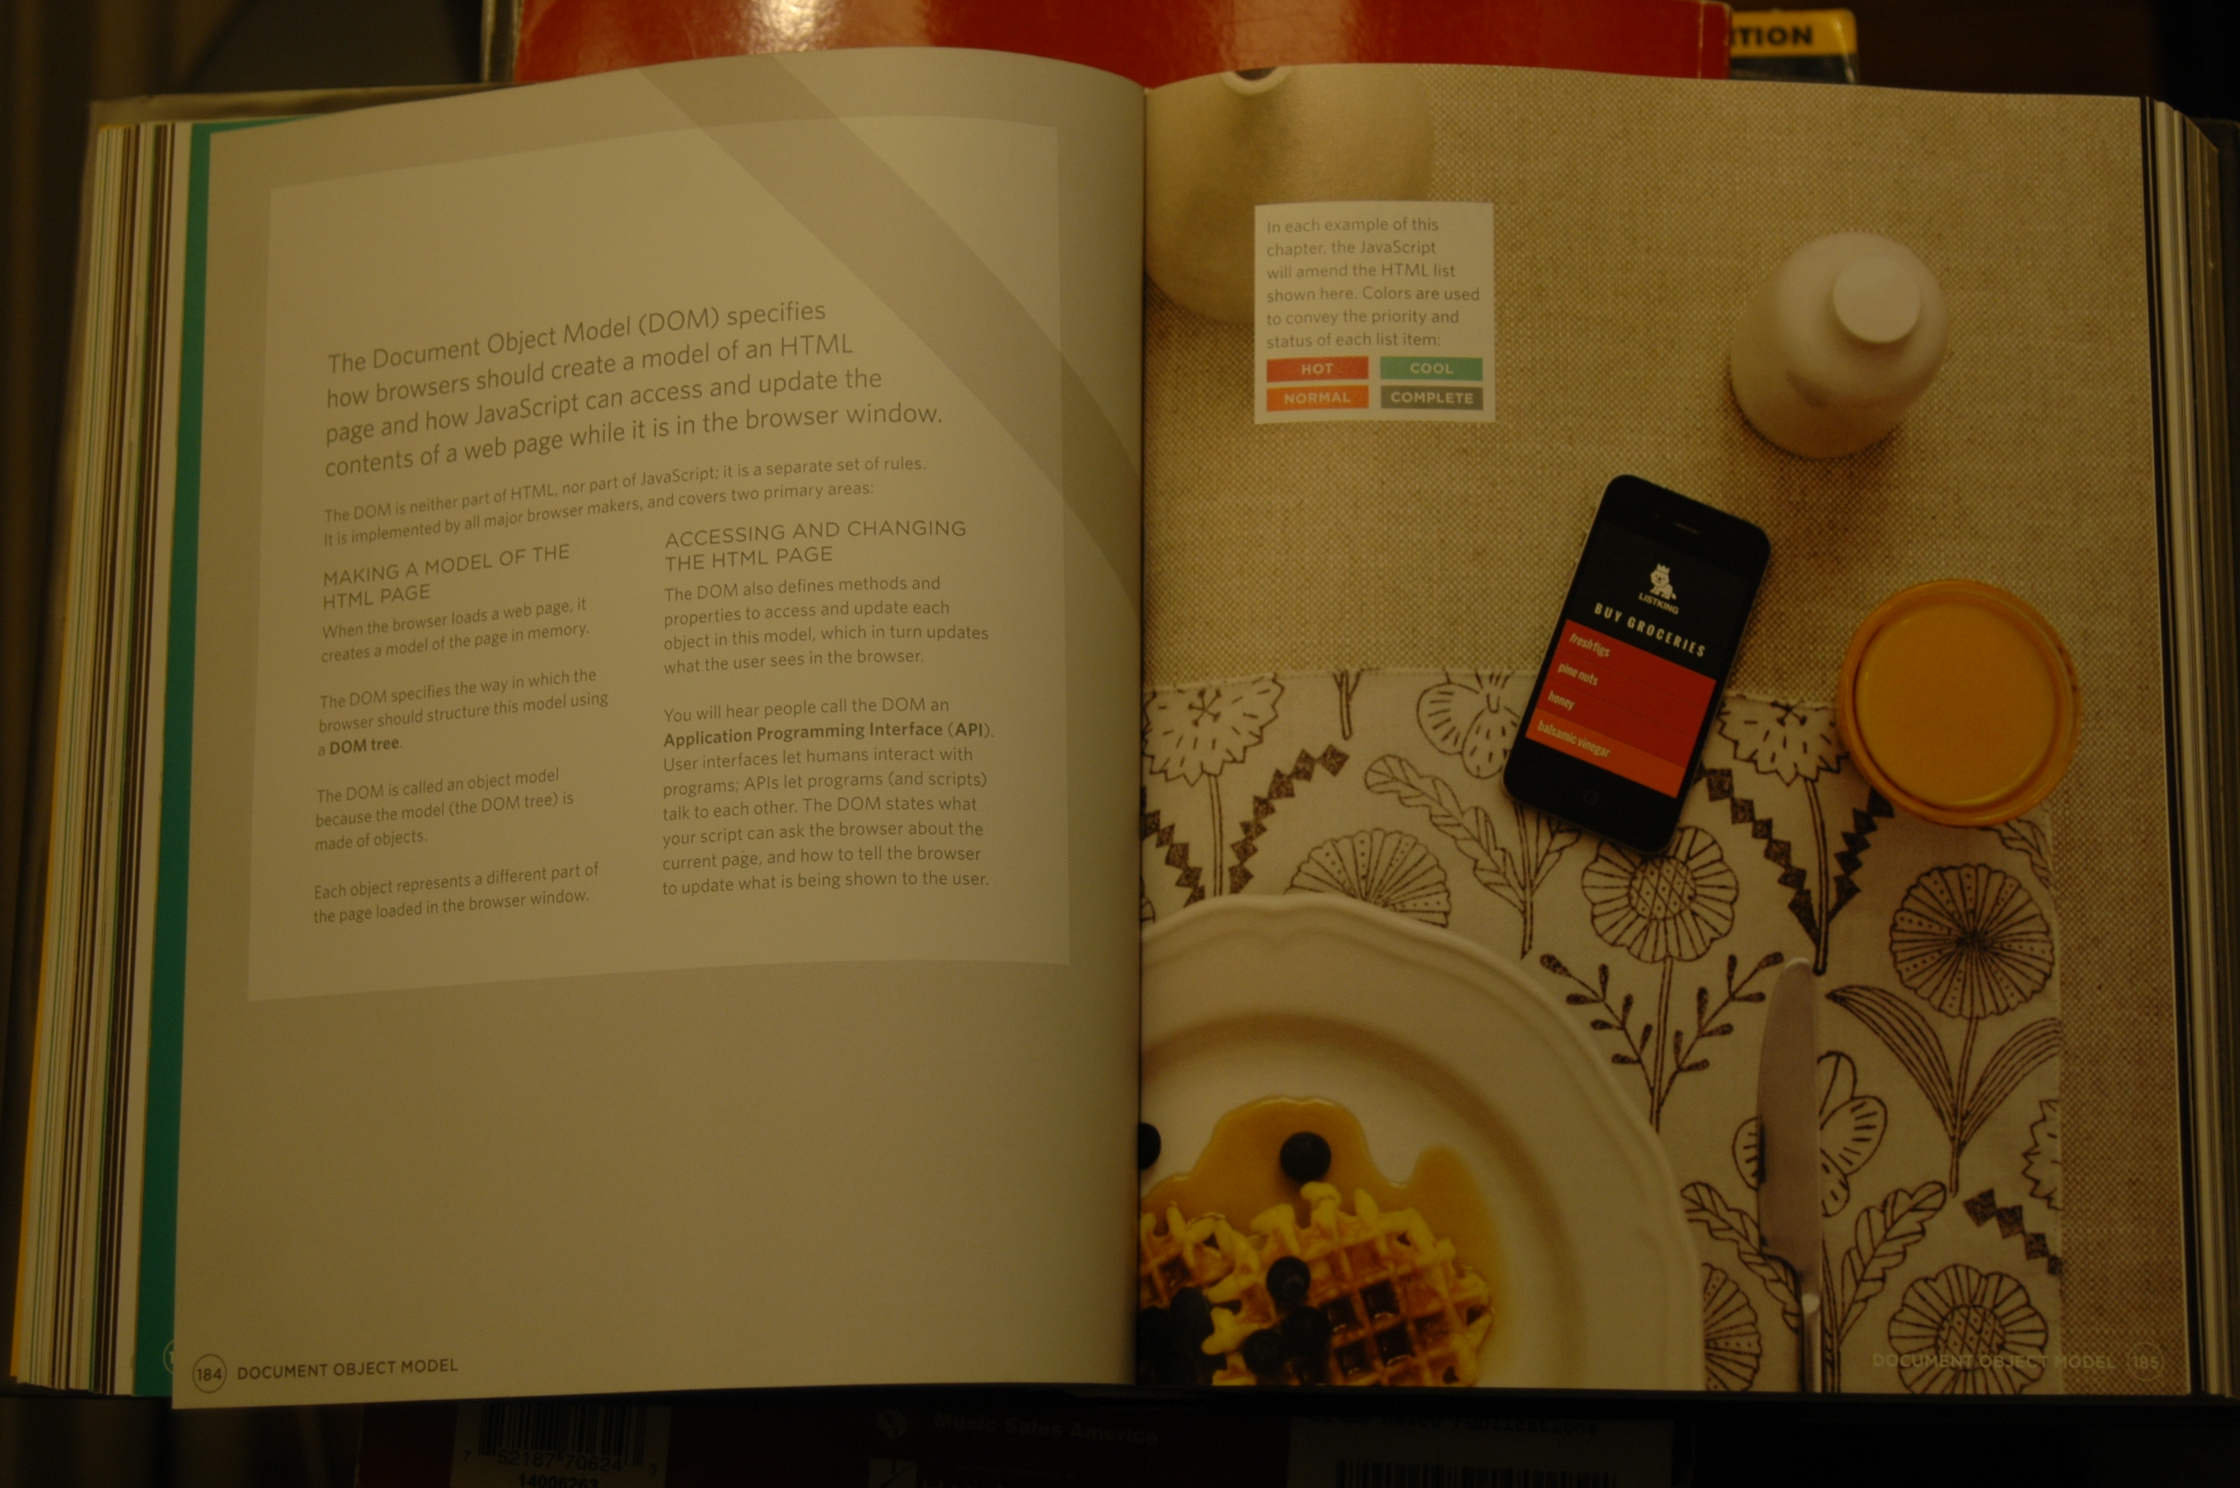 ITION
The Document Object Model (DOM) specifies
how browsers should create a model of an HTML
page and how JavaScript can access and update the
contents of a web page while it is in the browser window.
The DOM is neither part of HTML, nor part of JavaScript; it is a separate set of rules.
It is implemented by all major browser makers, and covers two primary areas:
MAKING A MODEL OF THE
HTML PAGE
When the browser loads a web page, it
creates a model of the page in memory.
The DOM specifies the way in which the
browser should structure this model using
a DOM tree.
The DOM is called an object model
because the model (the DOM tree) is
made of objects.
Each object represents a different part of
the page loaded in the browser window.
ACCESSING AND CHANGING
THE HTML PAGE
The DOM also defines methods and
properties to access and update each
object in this model, which in turn updates
what the user sees in the browser.
You will hear people call the DOM an
Application Programming Interface (API).
User interfaces let humans interact with
programs; APIs let programs (and scripts)
talk to each other. The DOM states what
your script can ask the browser about the
current page, and how to tell the browser
to update what is being shown to the user.
184 DOCUMENT OBJECT MODEL
In each example of this
chapter, the JavaScript
will amend the HTML list
shown here. Colors are used
to convey the priority and
status of each list item:
HOT COOL
NORMAL COMPLETE
LISTKING
BUY GROCERIES
fresh figs
pine nuts
honey
balsamic vinegar
DOCUMENT OBJECT MODEL 185
Music Sales America
7 52187 70624 3
14006263